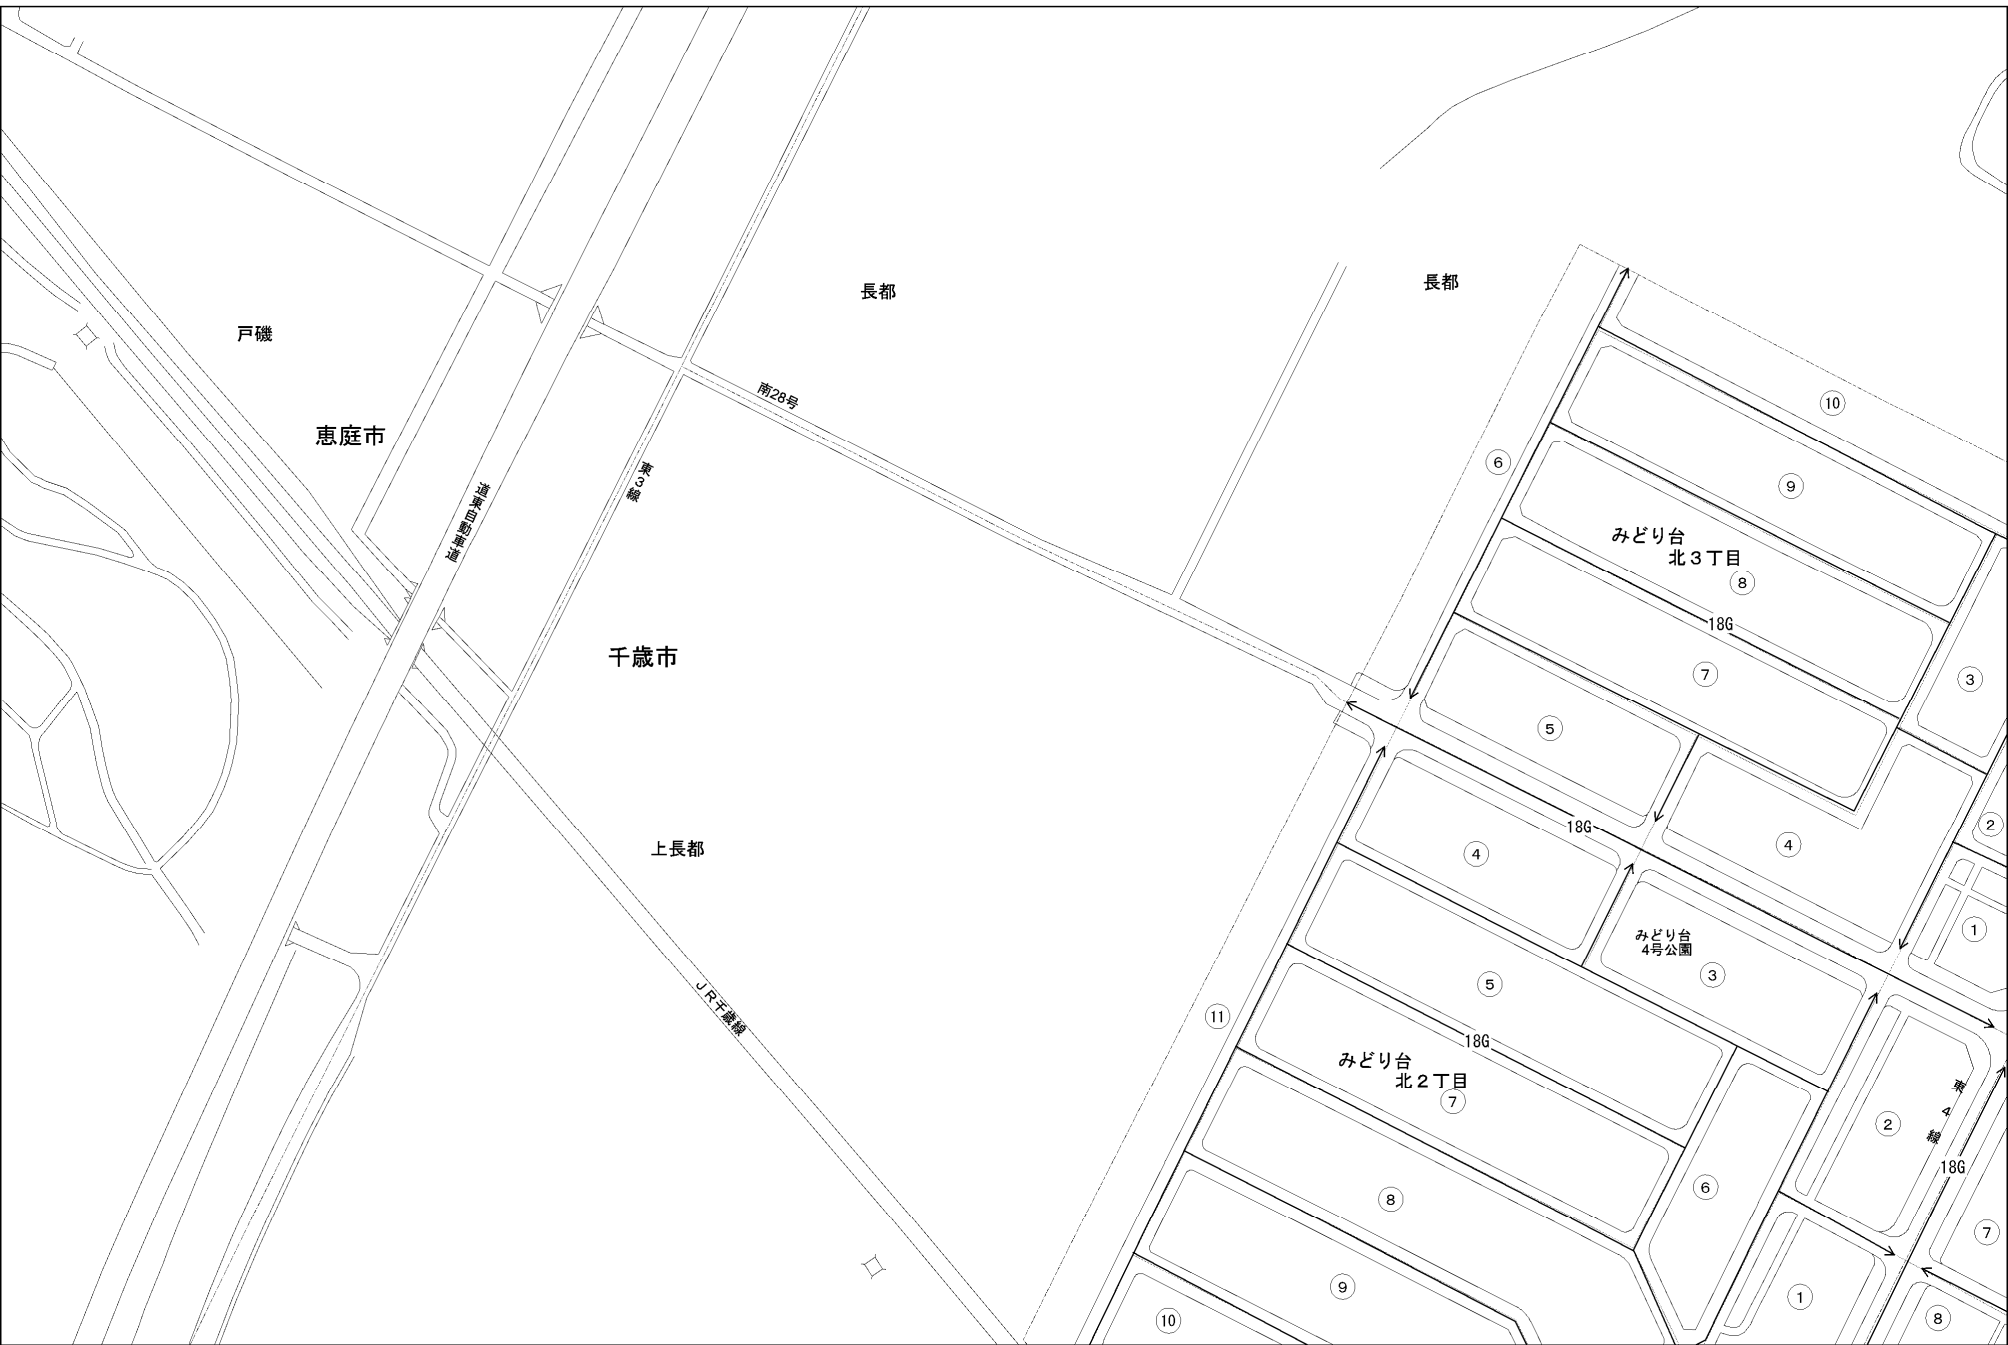 長都
長都
戸磯
南28号
⑩
恵庭市
⑥
東3線
⑨
道東自動車道
みどり台
北3丁目
⑧
18G
千歳市
⑦
③
⑤
18G
②
④
④
上長都
①
みどり台
4号公園
③
⑤
JR千歳線
⑪
18G
みどり台
北2丁目
⑦
東4線
②
18G
⑥
⑧
⑦
⑨
①
⑩
⑧